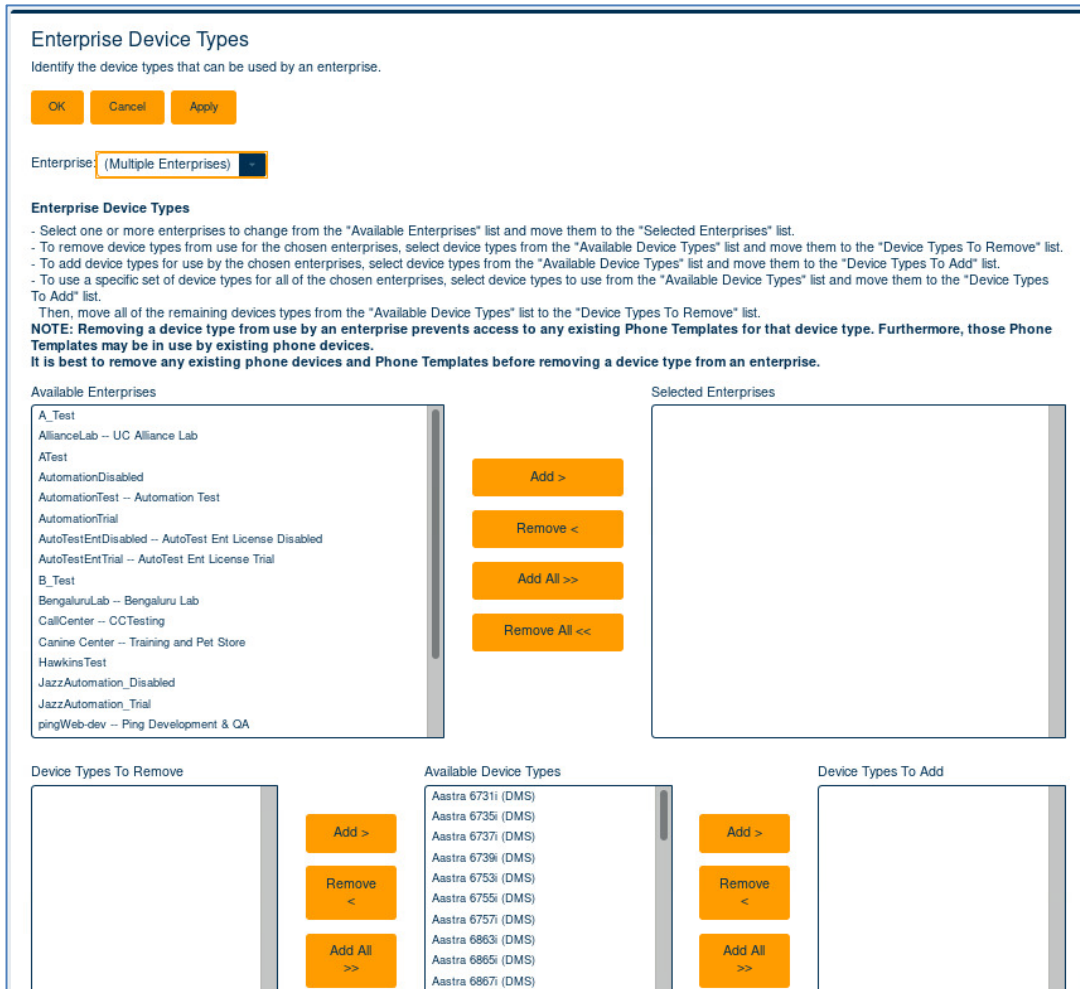 Enterprise Device Types
Identify the device types that can be used by an enterprise.
OK Cancel Apply
Enterprise: (Multiple Enterprises)
Enterprise Device Types
- Select one or more enterprises to change from the "Available Enterprises" list and move them to the "Selected Enterprises" list.
- To remove device types from use for the chosen enterprises, select device types from the "Available Device Types" list and move them to the "Device Types To Remove" list.
- To add device types for use by the chosen enterprises, select device types from the "Available Device Types" list and move them to the "Device Types To Add" list.
- To use a specific set of device types for all of the chosen enterprises, select device types to use from the "Available Device Types" list and move them to the "Device Types
To Add" list.
Then, move all of the remaining devices types from the "Available Device Types" list to the "Device Types To Remove" list.
NOTE: Removing a device type from use by an enterprise prevents access to any existing Phone Templates for that device type. Furthermore, those Phone
Templates may be in use by existing phone devices.
It is best to remove any existing phone devices and Phone Templates before removing a device type from an enterprise.
Available Enterprises
A_Test
AllianceLab -- UC Alliance Lab
ATest
AutomationDisabled
AutomationTest -- Automation Test
AutomationTrial
AutoTestEntDisabled -- AutoTest Ent License Disabled
AutoTestEntTrial -- AutoTest Ent License Trial
B_Test
BengaluruLab -- Bengaluru Lab
CallCenter -- CCTesting
Canine Center -- Training and Pet Store
HawkinsTest
JazzAutomation_Disabled
JazzAutomation_Trial
pingWeb-dev -- Ping Development & QA
Add >
Remove <
Add All >>
Remove All <<
Selected Enterprises
Device Types To Remove
Add >
Remove
<
Add All
>>
Available Device Types
Aastra 6731i (DMS)
Aastra 6735i (DMS)
Aastra 6737i (DMS)
Aastra 6739i (DMS)
Aastra 6753i (DMS)
Aastra 6755i (DMS)
Aastra 6757i (DMS)
Aastra 6863i (DMS)
Aastra 6865i (DMS)
Aastra 6867i (DMS)
Add >
Remove
<
Add All
>>
Device Types To Add